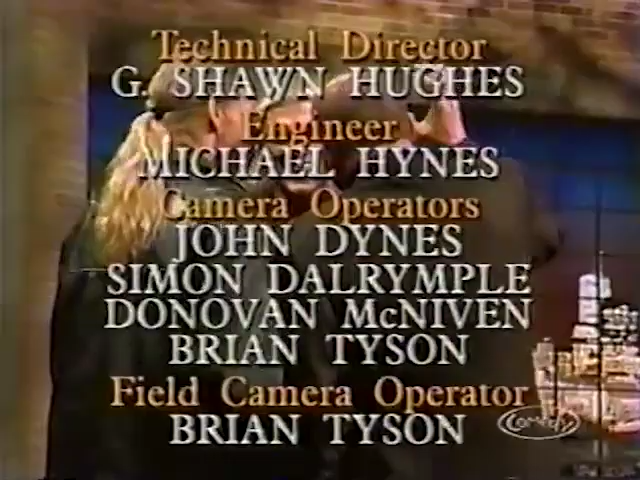 Technical Director
G. SHAWN HUGHES
Engineer
MICHAEL HYNES
Camera Operators
JOHN DYNES
SIMON DALRYMPLE
DONOVAN McNIVEN
BRIAN TYSON
Field Camera Operator
BRIAN TYSON
Comedy